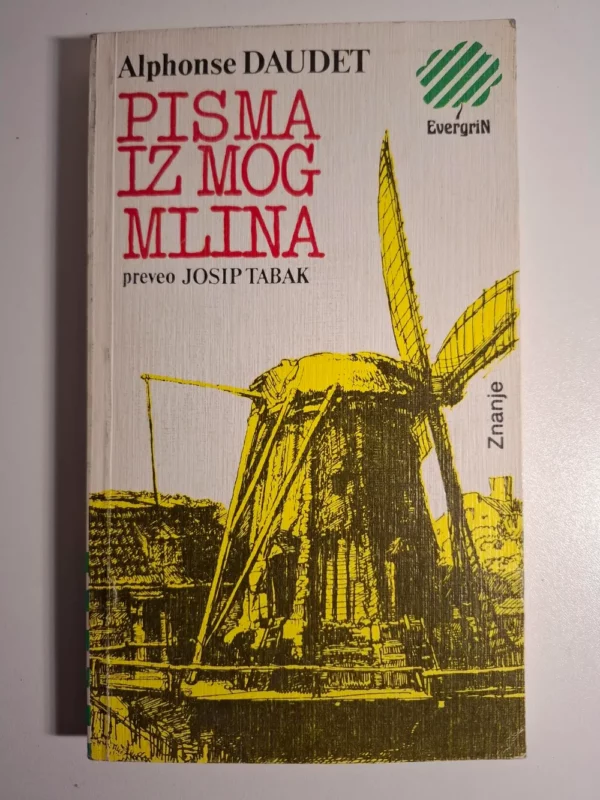 Alphonse DAUDET
PISMA
IZ MOG
MLINA
preveo JOSIP TABAK
EvergriN
Znanje